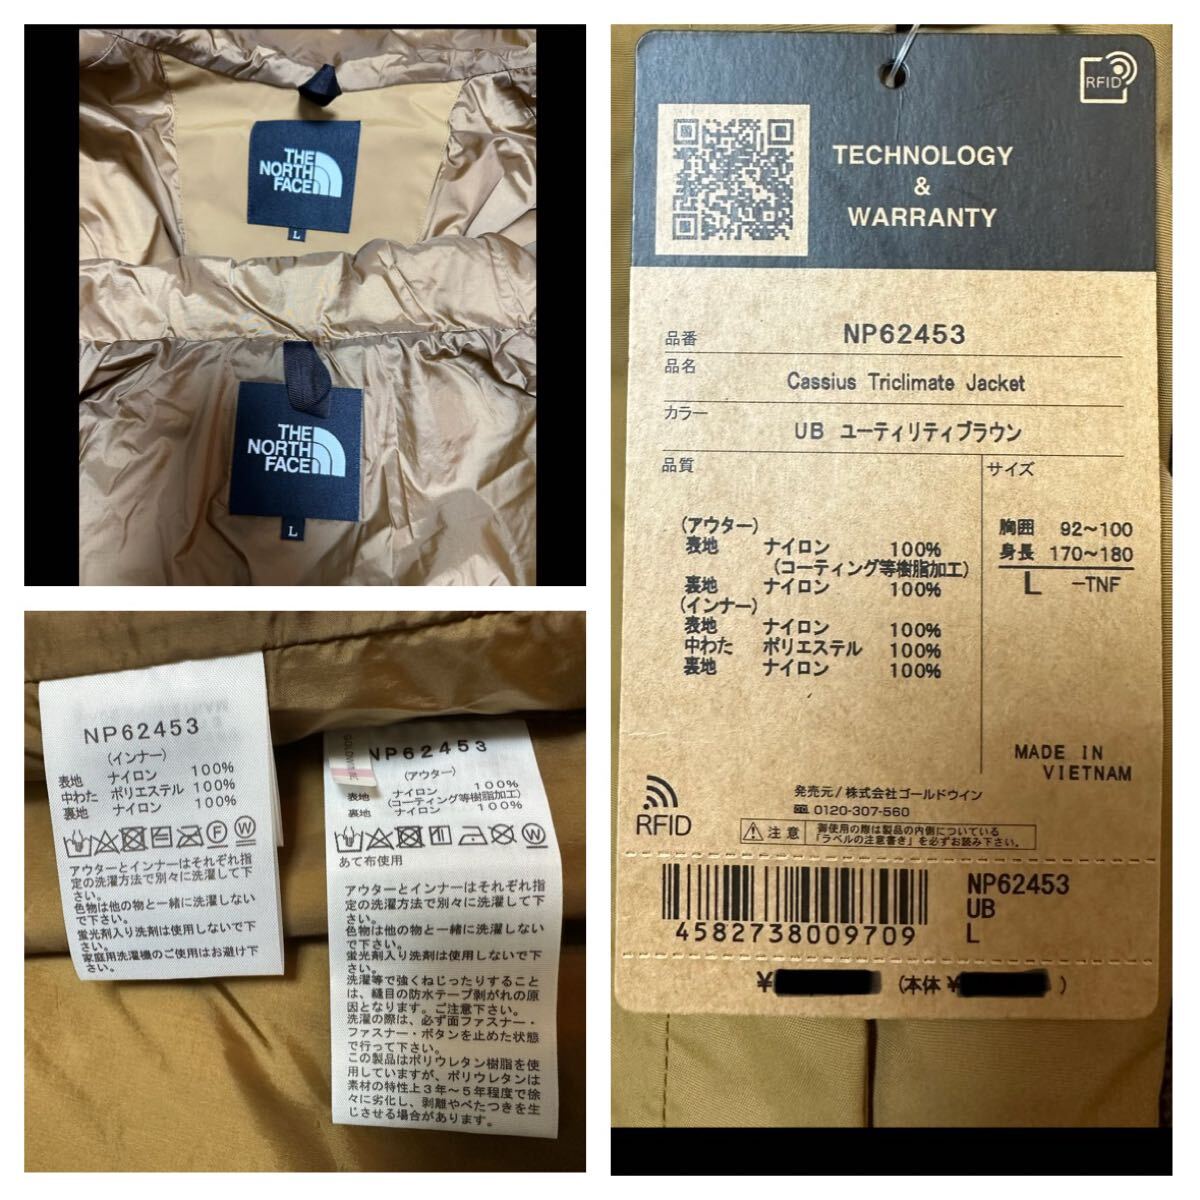 THE
NORTH
FACE
L
THE
NORTH
FACE
L
NP62453
(インナー)
表地 ナイロン 100%
中わた ポリエステル 100%
裏地 ナイロン 100%
アウターとインナーはそれぞれ指
定の洗濯方法で別々に洗濯して下
さい。
色物は他の物と一緒に洗濯しない
で下さい。
蛍光剤入り洗剤は使用しないで下
さい。
家庭用洗濯機のご使用はお避け下
さい。
NP62453
(アウター)
表地 ナイロン 100%
(コーティング等樹脂加工)
裏地 ナイロン 100%
あて布使用
アウターとインナーはそれぞれ指
定の洗濯方法で別々に洗濯して下
さい。
色物は他の物と一緒に洗濯しない
で下さい。
蛍光剤入り洗剤は使用しないで下
さい。
洗濯等で強くねじったりすること
は、縫目の防水テープ剥がれの原
因となります。ご注意下さい。
洗濯の際は、必ず面ファスナー・
ファスナー・ボタンを止めた状態
で行って下さい。
この製品はポリウレタン樹脂を使
用していますが、ポリウレタンは
素材の特性上3年～5年程度で徐
々に劣化し、剥離やべたつきを生
じさせる場合があります。
RFID
TECHNOLOGY
&
WARRANTY
品番 NP62453
品名 Cassius Triclimate Jacket
カラー UB ユーティリティブラウン
品質
(アウター)
表地 ナイロン 100%
(コーティング等樹脂加工)
裏地 ナイロン 100%
(インナー)
表地 ナイロン 100%
中わた ポリエステル 100%
裏地 ナイロン 100%
サイズ
胸囲 92～100
身長 170～180
L -TNF
MADE IN
VIETNAM
発売元/株式会社ゴールドウイン
0120-307-560
RFID
注意 御使用の際は製品の内側についている
「ラベルの注意書き」を必ずお読み下さい。
4582738009709
NP62453
UB
L
¥ (本体 ¥ )